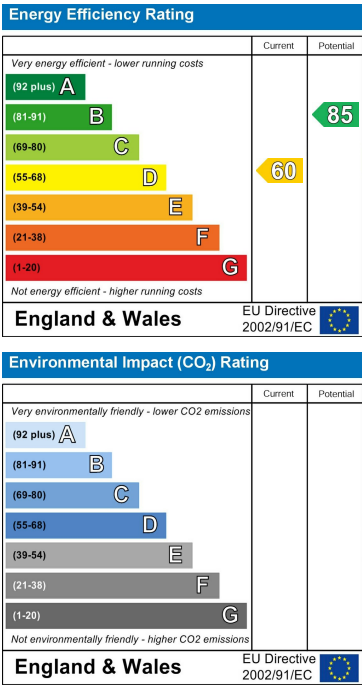 Energy Efficiency Rating
Current Potential
Very energy efficient - lower running costs
(92 plus) A
(81-91) B
85
(69-80) C
(55-68) D
60
(39-54) E
(21-38) F
(1-20) G
Not energy efficient - higher running costs
England & Wales
EU Directive
2002/91/EC
Environmental Impact (CO₂) Rating
Current Potential
Very environmentally friendly - lower CO2 emissions
(92 plus) A
(81-91) B
(69-80) C
(55-68) D
(39-54) E
(21-38) F
(1-20) G
Not environmentally friendly - higher CO2 emissions
England & Wales
EU Directive
2002/91/EC